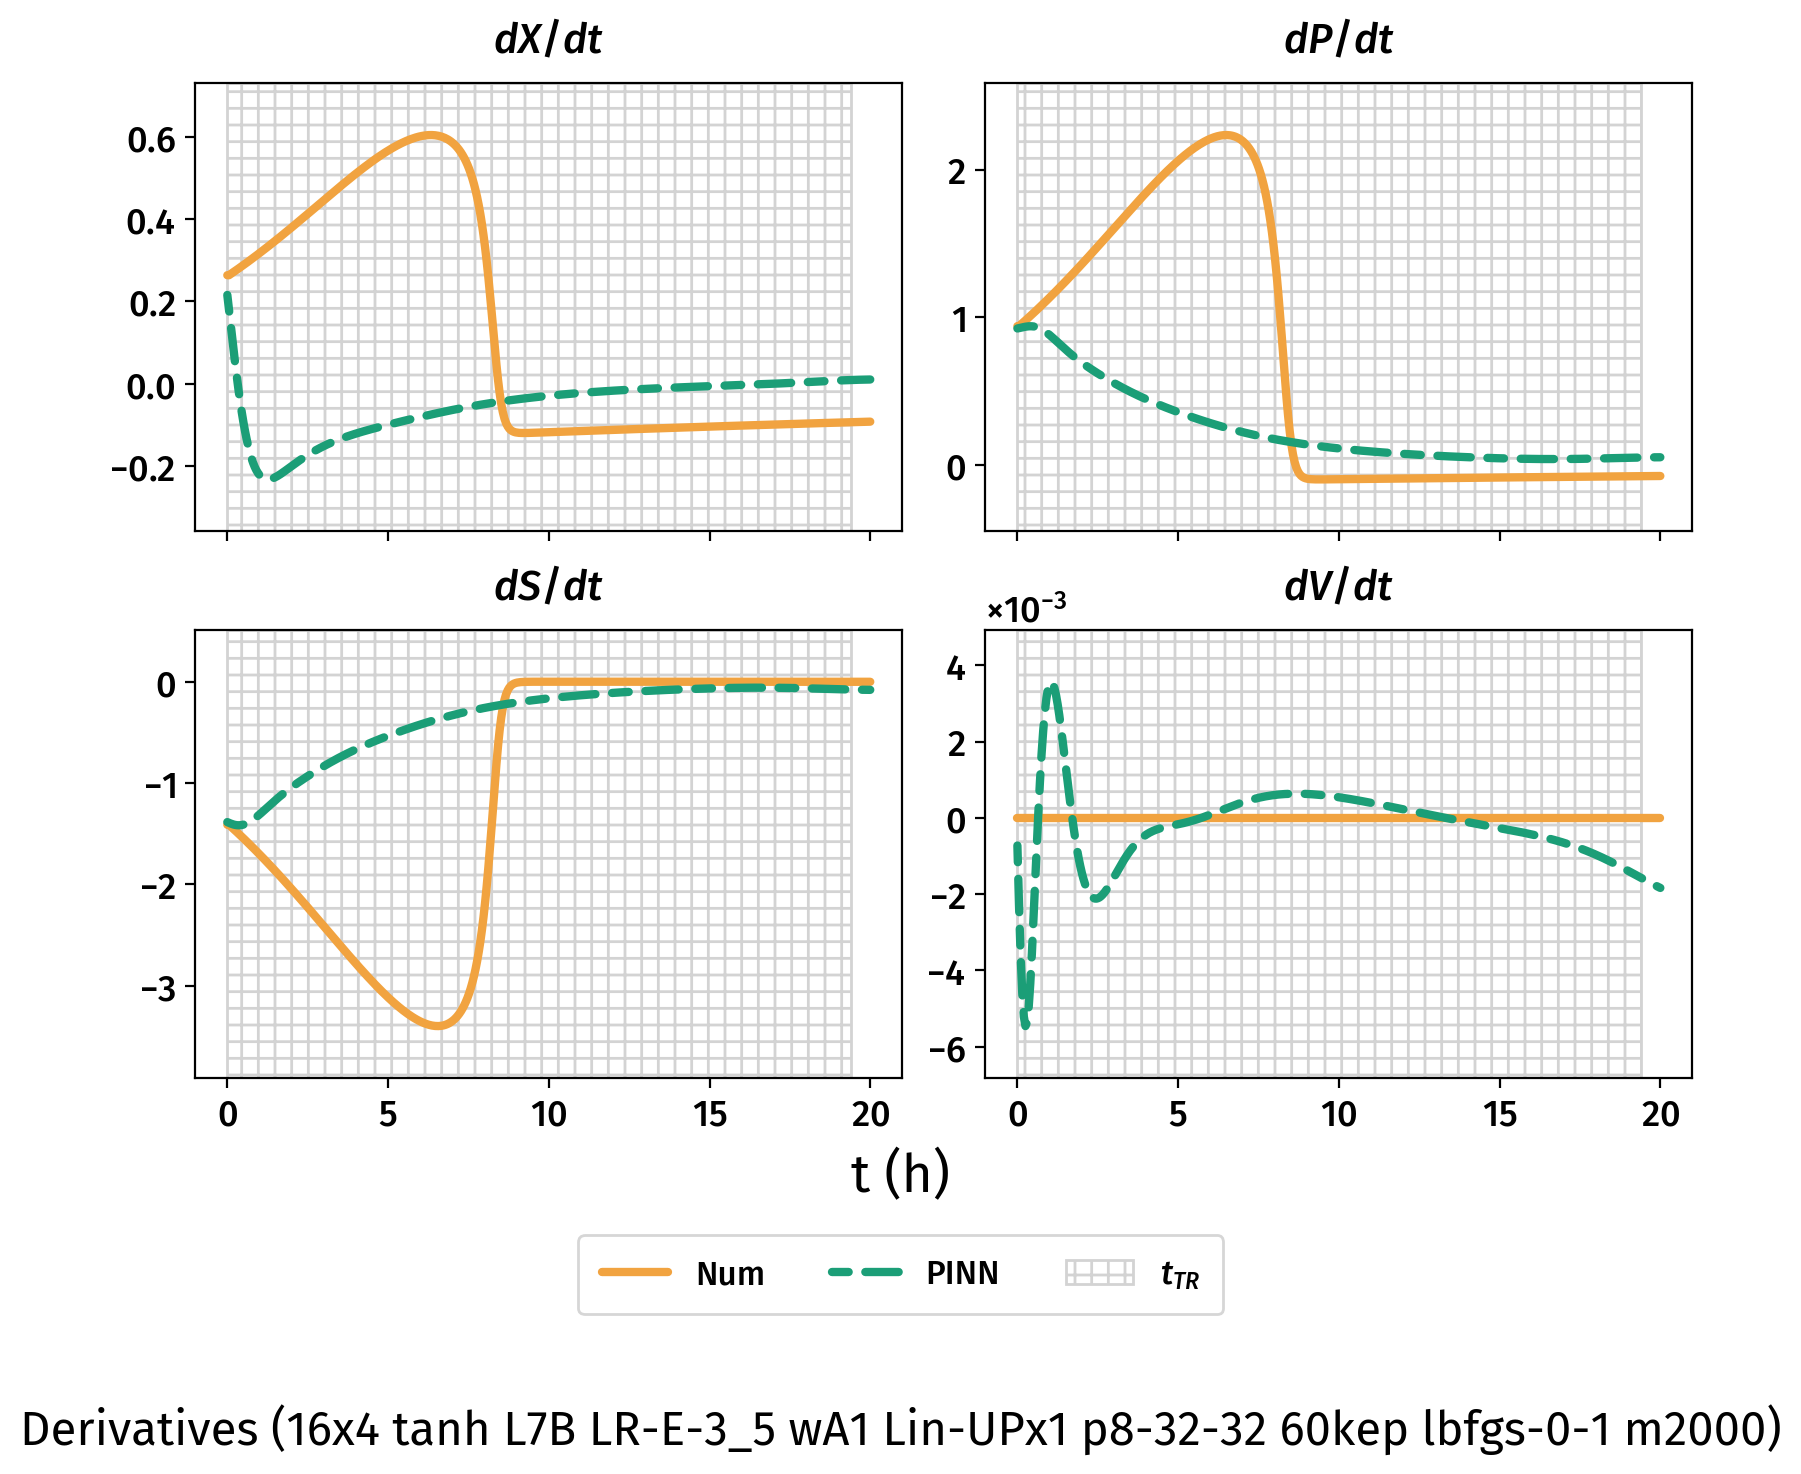 dX/dt
dP/dt
0.6
0.4
0.2
0.0
−0.2
2
1
0
dS/dt
dV/dt
×10⁻³
0
−1
−2
−3
4
2
0
−2
−4
−6
0 5 10 15 20
0 5 10 15 20
t (h)
Num PINN t_TR
Derivatives (16x4 tanh L7B LR-E-3_5 wA1 Lin-UPx1 p8-32-32 60kep lbfgs-0-1 m2000)